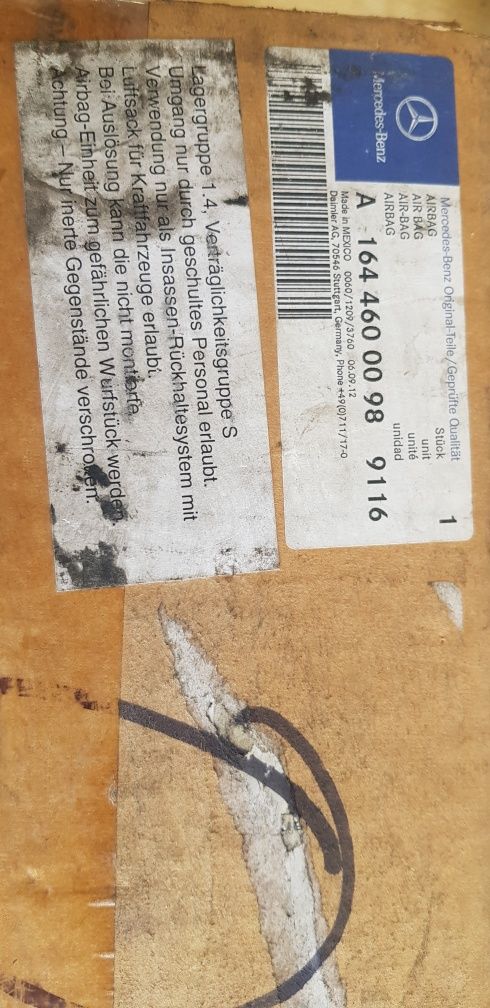 Mercedes-Benz
Mercedes-Benz Original-Teile/Geprüfte Qualität
AIRBAG Stück 1
AIR BAG unit
AIR-BAG unité
AIRBAG unidad
A 164 460 00 98 9116
Made in MEXICO 0060/1209/3760 06.09.12
Daimler AG, 70546 Stuttgart, Germany, Phone +49(0)711/17-0
Lagergruppe 1.4, Verträglichkeitsgruppe S
Umgang nur durch geschultes Personal erlaubt.
Verwendung nur als Insassen-Rückhaltesystem mit
Luftsack für Kraftfahrzeuge erlaubt.
Bei Auslösung kann die nicht montierte
Airbag-Einheit zum gefährlichen Wurfstück werden.
Achtung – Nur inerte Gegenstände verschrotten.